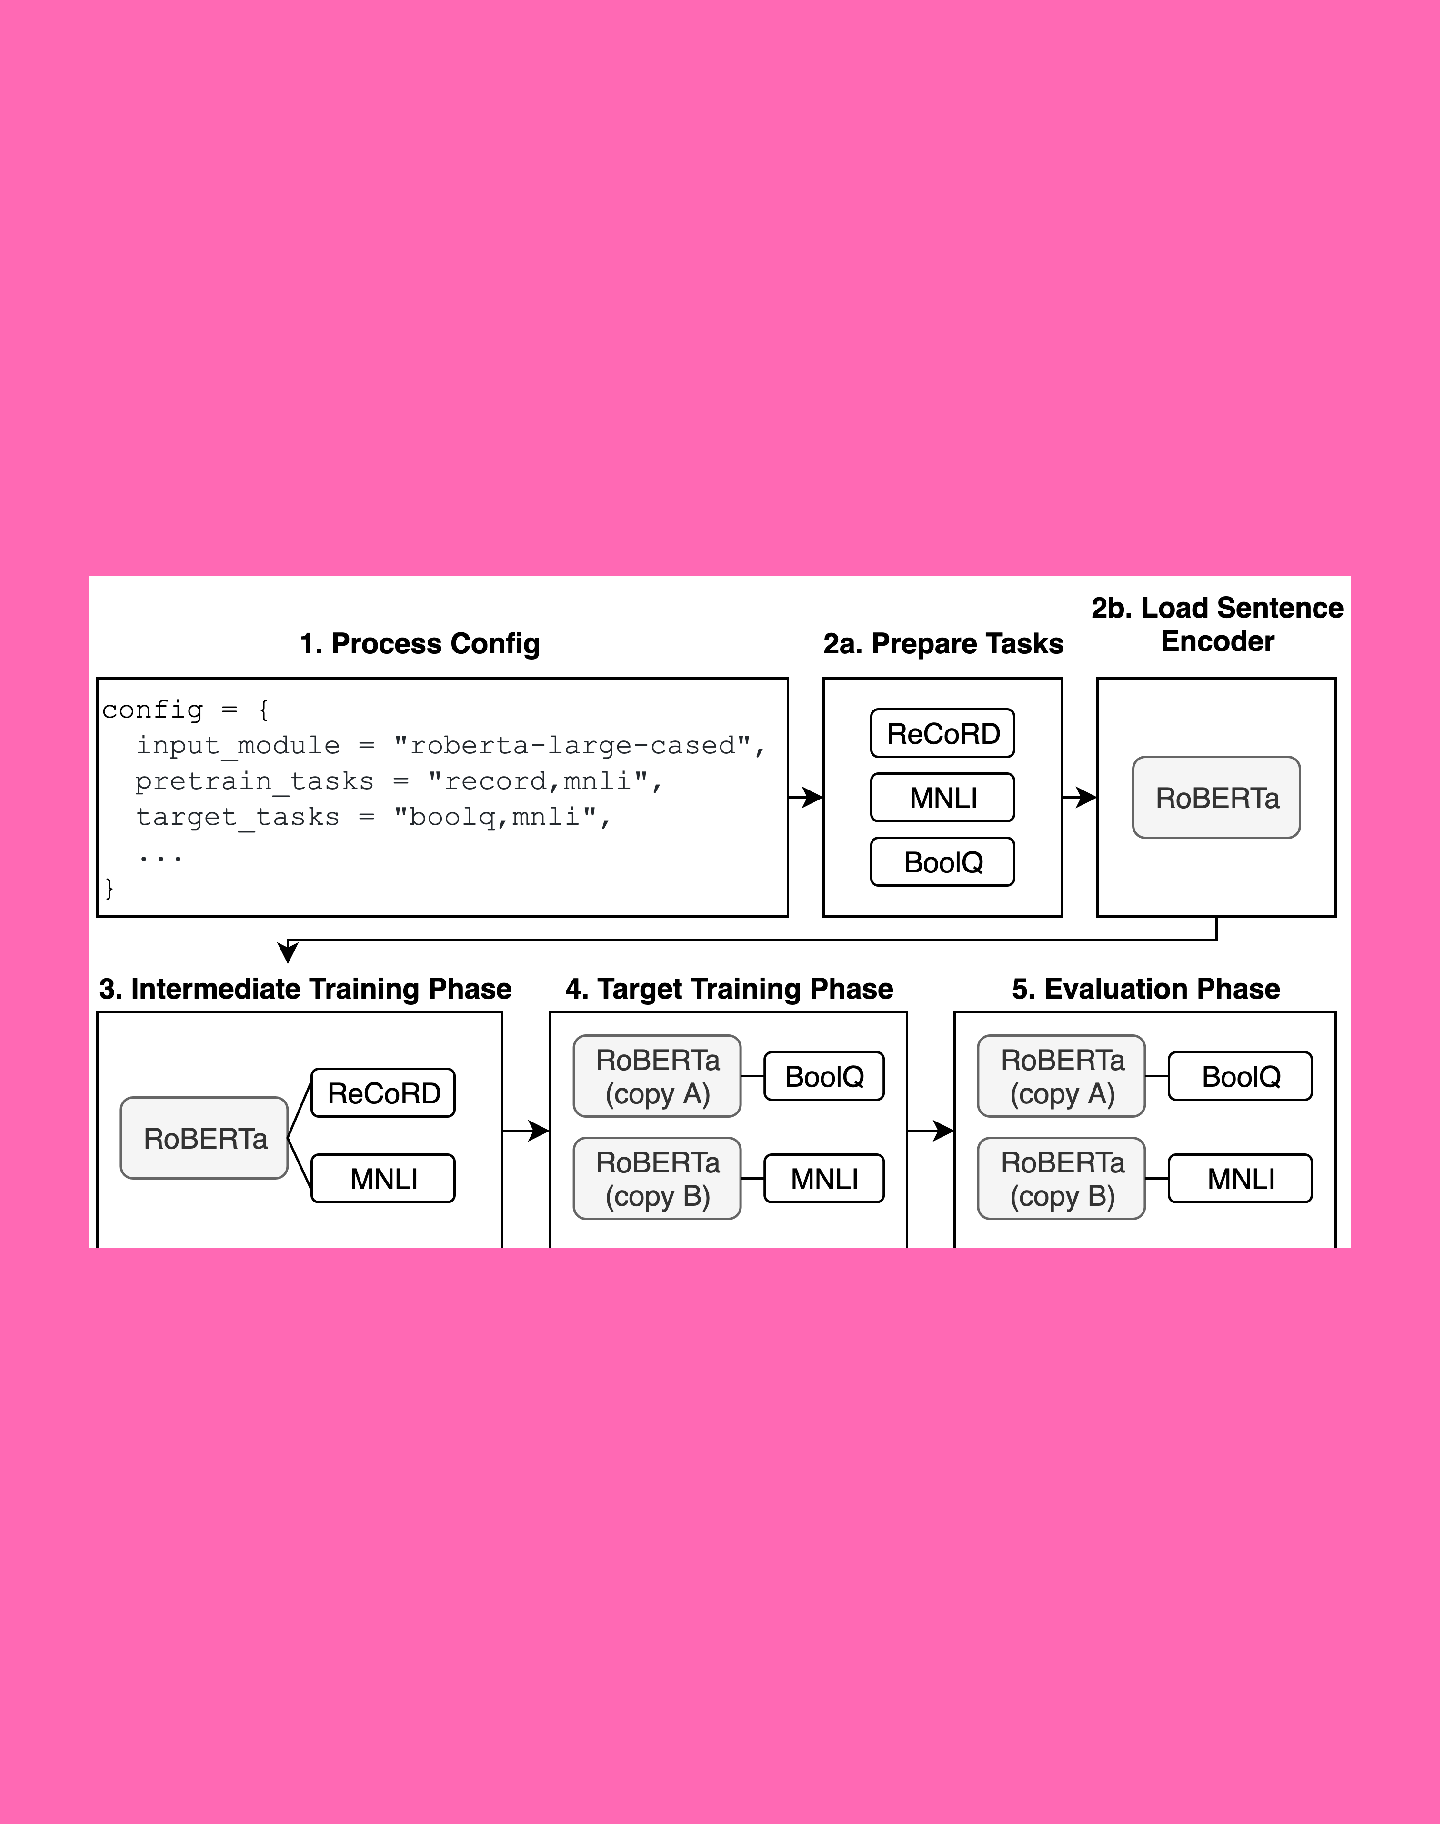 1. Process Config
config = {
  input_module = "roberta-large-cased",
  pretrain_tasks = "record,mnli",
  target_tasks = "boolq,mnli",
  ...
}
2a. Prepare Tasks
ReCoRD
MNLI
BoolQ
2b. Load Sentence
Encoder
RoBERTa
3. Intermediate Training Phase
RoBERTa
ReCoRD
MNLI
4. Target Training Phase
RoBERTa
(copy A)
BoolQ
RoBERTa
(copy B)
MNLI
5. Evaluation Phase
RoBERTa
(copy A)
BoolQ
RoBERTa
(copy B)
MNLI